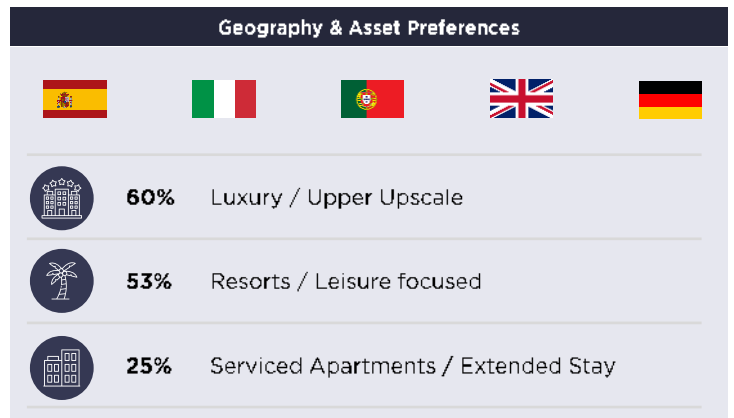 Geography & Asset Preferences
60% Luxury / Upper Upscale
53% Resorts / Leisure focused
25% Serviced Apartments / Extended Stay